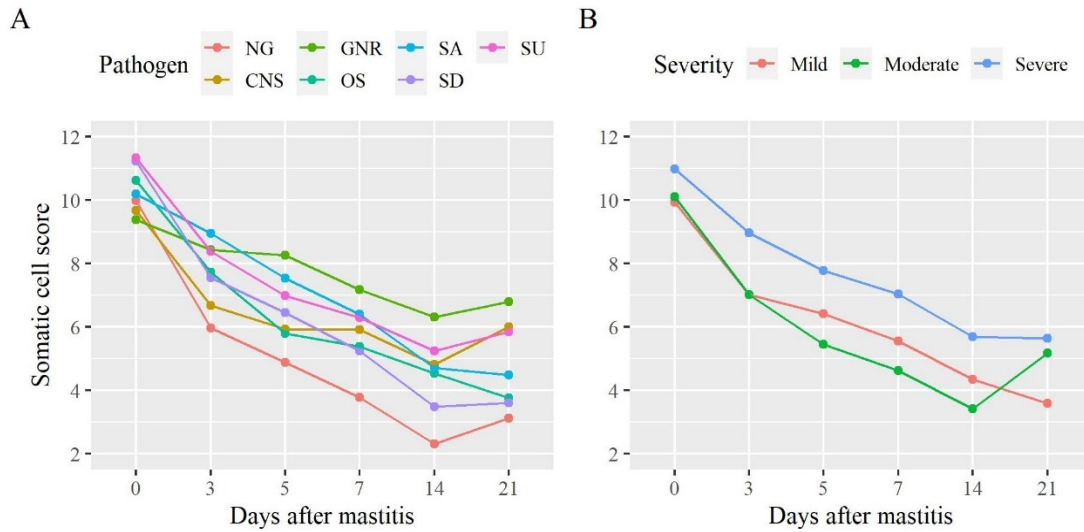 A
Pathogen
NG
GNR
SA
SU
CNS
OS
SD
Somatic cell score
12
10
8
6
4
2
0
3
5
7
14
21
Days after mastitis
B
Severity
Mild
Moderate
Severe
12
10
8
6
4
2
0
3
5
7
14
21
Days after mastitis